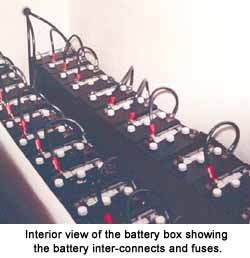 Interior view of the battery box showing
the battery inter-connects and fuses.